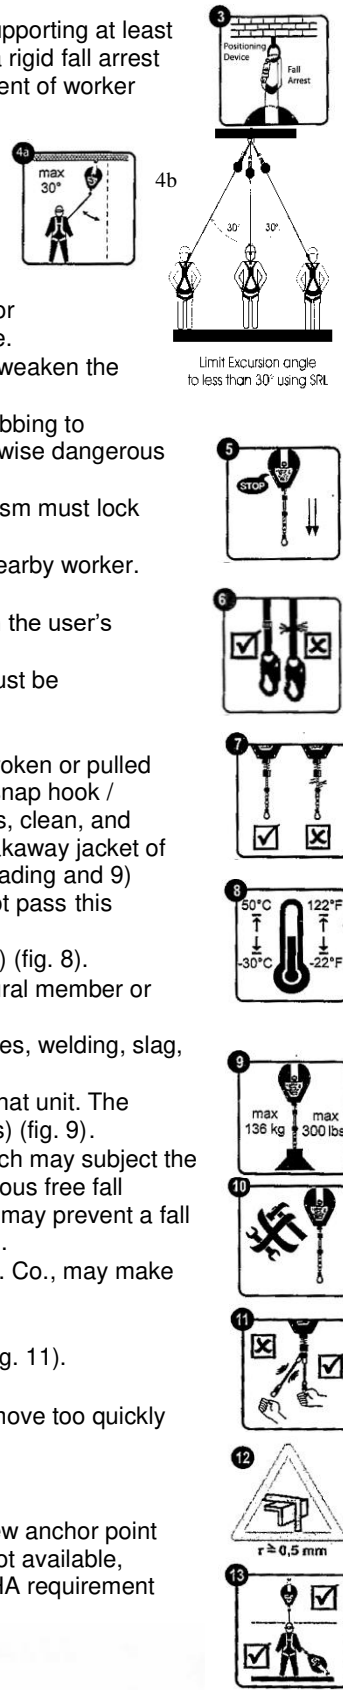 pporting at least
rigid fall arrest
ent of worker
3
Positioning
Device
Fall
Arrest
4a
max
30°
4b
30°
30°
Limit Excursion angle
to less than 30° using SRL
or
e.
weaken the
bbing to
wise dangerous
sm must lock
earby worker.
the user's
ust be
5
STOP
6
roken or pulled
snap hook /
s, clean, and
akaway jacket of
ading and 9)
ot pass this
7
) (fig. 8).
ural member or
8
50°C
122°F
-30°C
-22°F
es, welding, slag,
hat unit. The
s) (fig. 9).
ch may subject the
ous free fall
may prevent a fall
.
. Co., may make
9
max
136 kg
max
300 lbs
10
g. 11).
11
move too quickly
12
r ≥ 0,5 mm
ew anchor point
ot available,
HA requirement
13